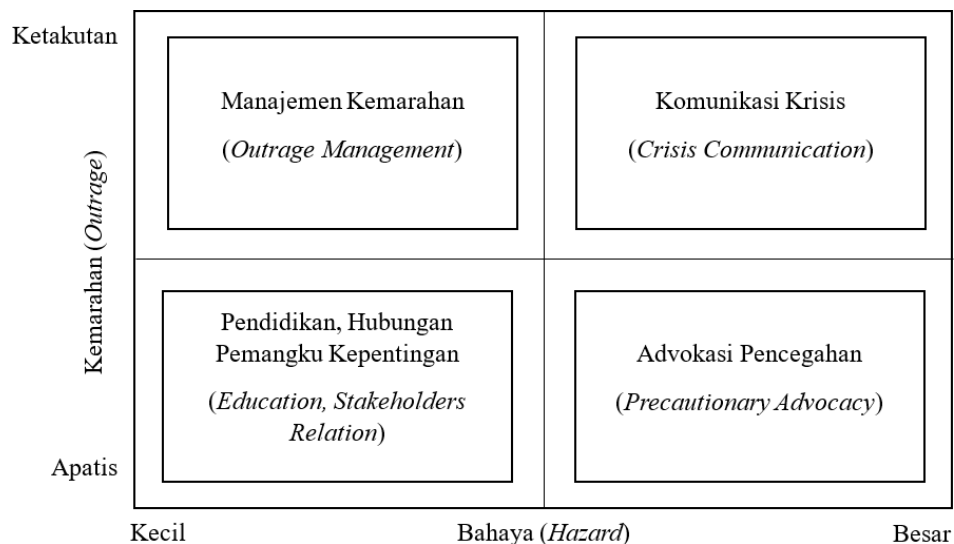 Ketakutan
Manajemen Kemarahan
(Outrage Management)
Komunikasi Krisis
(Crisis Communication)
Kemarahan (Outrage)
Pendidikan, Hubungan
Pemangku Kepentingan
(Education, Stakeholders
Relation)
Advokasi Pencegahan
(Precautionary Advocacy)
Apatis
Kecil
Bahaya (Hazard)
Besar